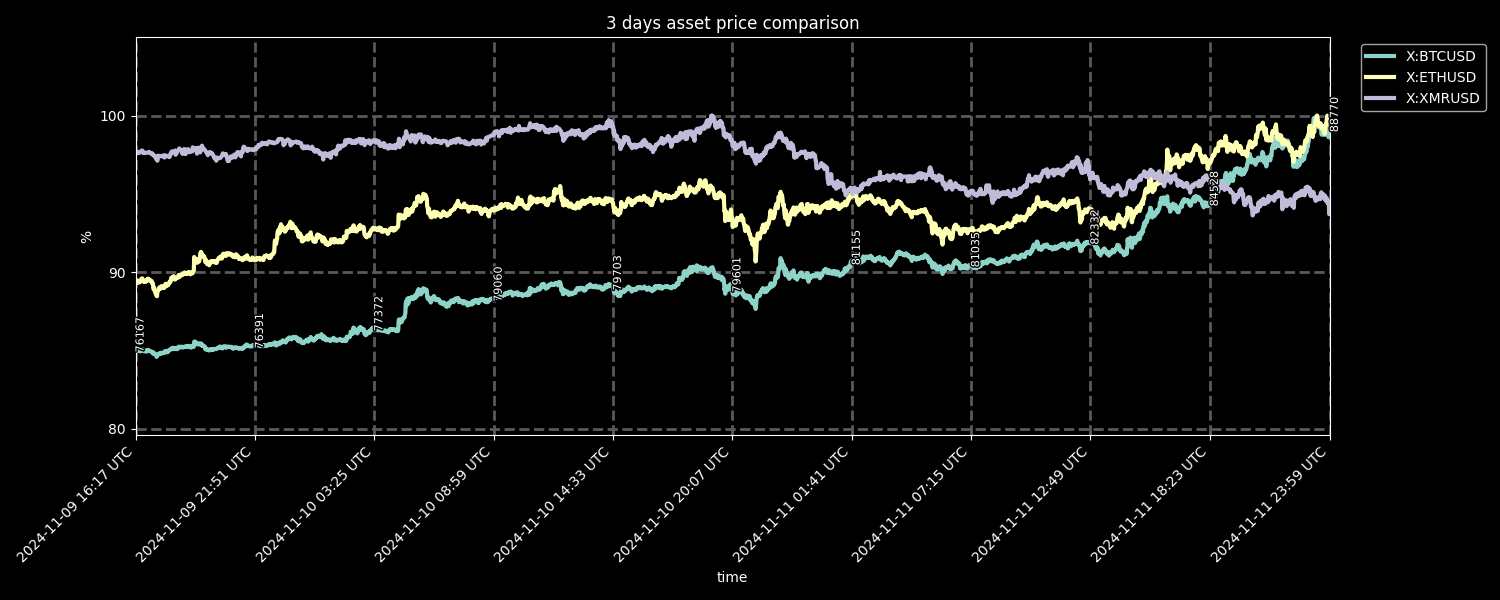 3 days asset price comparison
X:BTCUSD
X:ETHUSD
X:XMRUSD
%
100
90
80
76167
76391
77372
79060
79703
79601
81155
81035
82332
84528
88770
2024-11-09 16:17 UTC
2024-11-09 21:51 UTC
2024-11-10 03:25 UTC
2024-11-10 08:59 UTC
2024-11-10 14:33 UTC
2024-11-10 20:07 UTC
2024-11-11 01:41 UTC
2024-11-11 07:15 UTC
2024-11-11 12:49 UTC
2024-11-11 18:23 UTC
2024-11-11 23:59 UTC
time